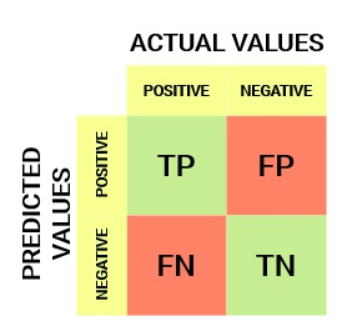 ACTUAL VALUES
POSITIVE NEGATIVE
PREDICTED
VALUES
POSITIVE
TP FP
NEGATIVE
FN TN